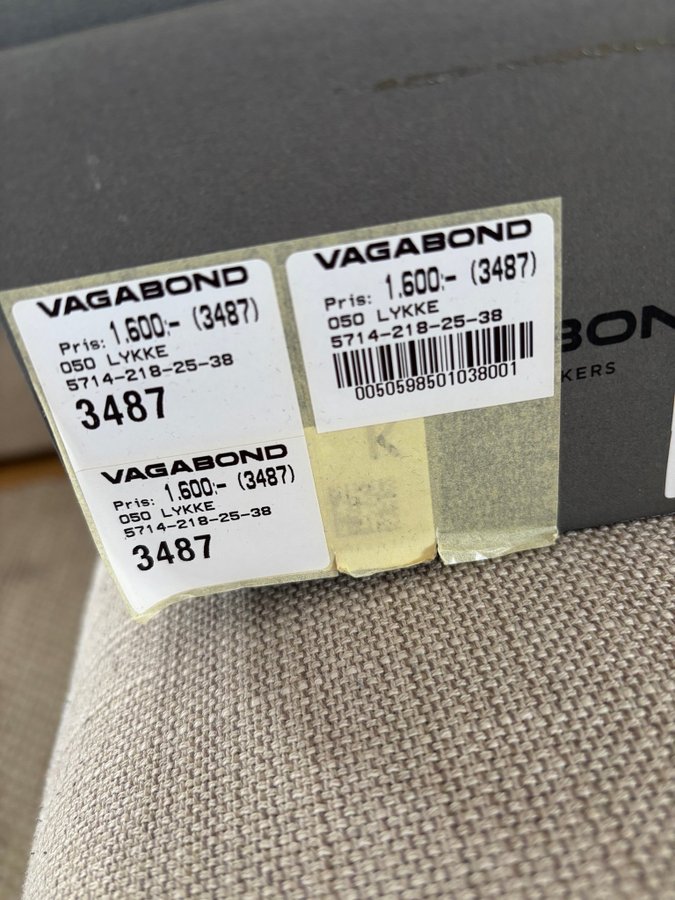 VAGABOND
Pris: 1.600:- (3487)
050 LYKKE
5714-218-25-38
3487
VAGABOND
Pris: 1.600:- (3487)
050 LYKKE
5714-218-25-38
3487
VAGABOND
Pris: 1.600:- (3487)
050 LYKKE
5714-218-25-38
0050598501038001
K
BON
KERS